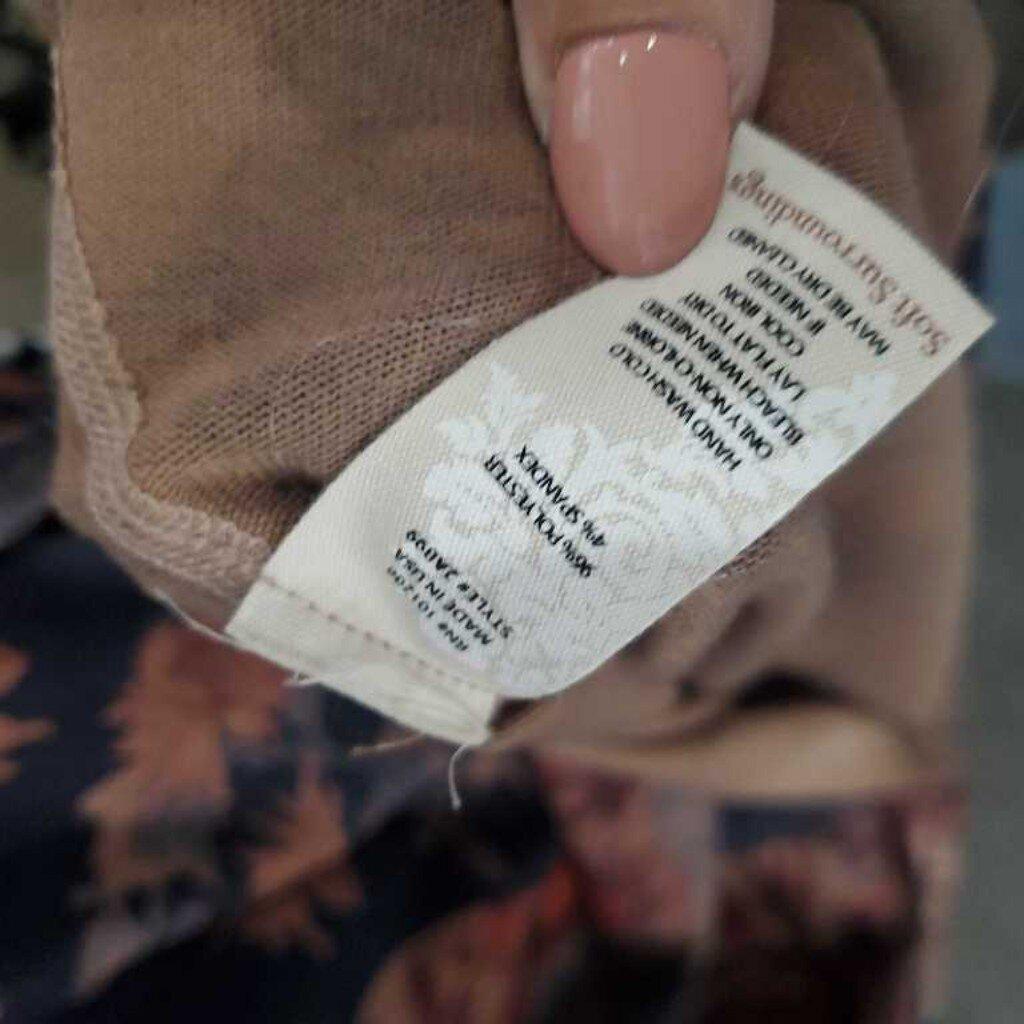 RN#
MADE IN USA
STYLE#
96% POLYESTER
4% SPANDEX
HAND WASH COLD
ONLY NON CHLORINE
BLEACH WHEN NEEDED
LAY FLAT TO DRY
COOL IRON
IF NEEDED
MAY BE DRY CLEANED
Soft Surroundings